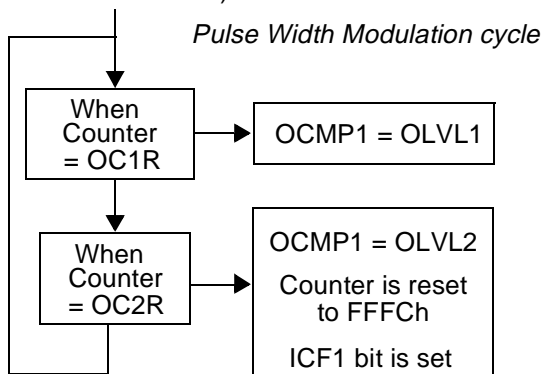 Pulse Width Modulation cycle
When
Counter
= OC1R
OCMP1 = OLVL1
When
Counter
= OC2R
OCMP1 = OLVL2
Counter is reset
to FFFCh
ICF1 bit is set